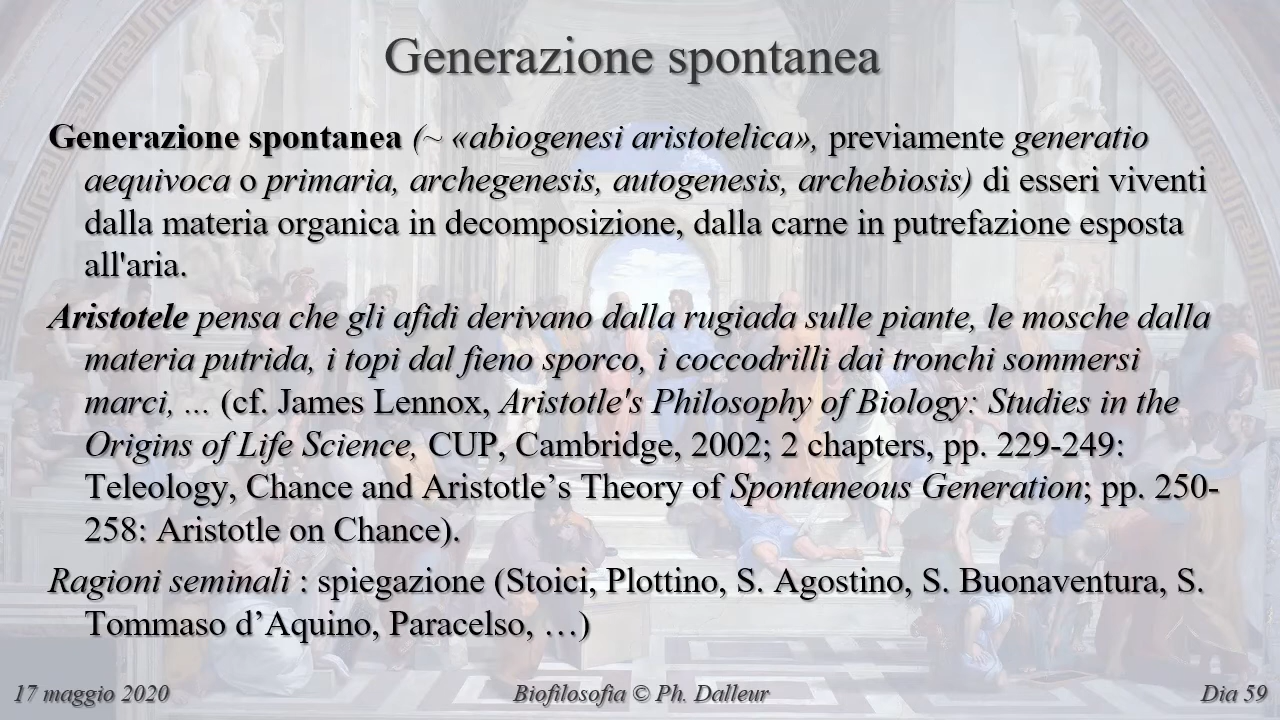 Generazione spontanea
Generazione spontanea (~ «abiogenesi aristotelica», previamente generatio
aequivoca o primaria, archegenesis, autogenesis, archebiosis) di esseri viventi
dalla materia organica in decomposizione, dalla carne in putrefazione esposta
all'aria.
Aristotele pensa che gli afidi derivano dalla rugiada sulle piante, le mosche dalla
materia putrida, i topi dal fieno sporco, i coccodrilli dai tronchi sommersi
marci, ... (cf. James Lennox, Aristotle's Philosophy of Biology: Studies in the
Origins of Life Science, CUP, Cambridge, 2002; 2 chapters, pp. 229-249:
Teleology, Chance and Aristotle’s Theory of Spontaneous Generation; pp. 250-
258: Aristotle on Chance).
Ragioni seminali : spiegazione (Stoici, Plottino, S. Agostino, S. Buonaventura, S.
Tommaso d’Aquino, Paracelso, …)
17 maggio 2020 Biofilosofia © Ph. Dalleur Dia 59